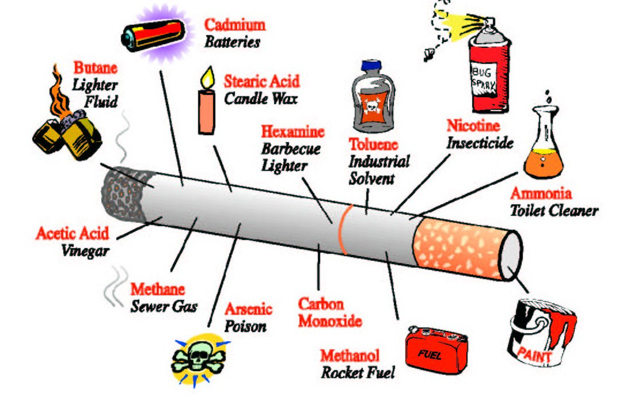 Cadmium
Batteries
Butane
Lighter
Fluid
Stearic Acid
Candle Wax
BUG
SPRAY
Hexamine
Barbecue
Lighter
Toluene
Industrial
Solvent
Nicotine
Insecticide
Ammonia
Toilet Cleaner
Acetic Acid
Vinegar
Methane
Sewer Gas
Arsenic
Poison
Carbon
Monoxide
Methanol
Rocket Fuel
FUEL
PAINT